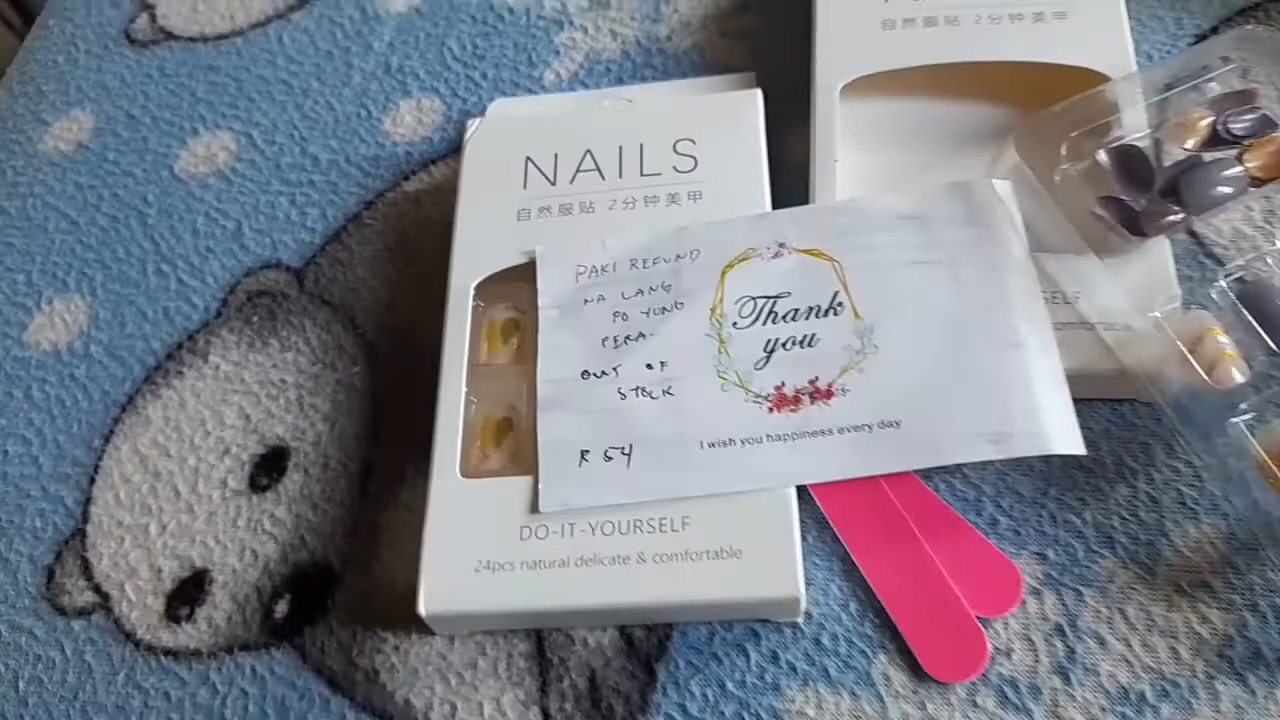 NAILS
自然服贴 2分钟美甲
PAKI REFUND
NA LANG
PO YUNG
PERA-
OUT OF
STOCK
R 54
Thank
you
I wish you happiness every day
DO-IT-YOURSELF
24pcs natural delicate & comfortable
自然服贴 2分钟美甲
SELF